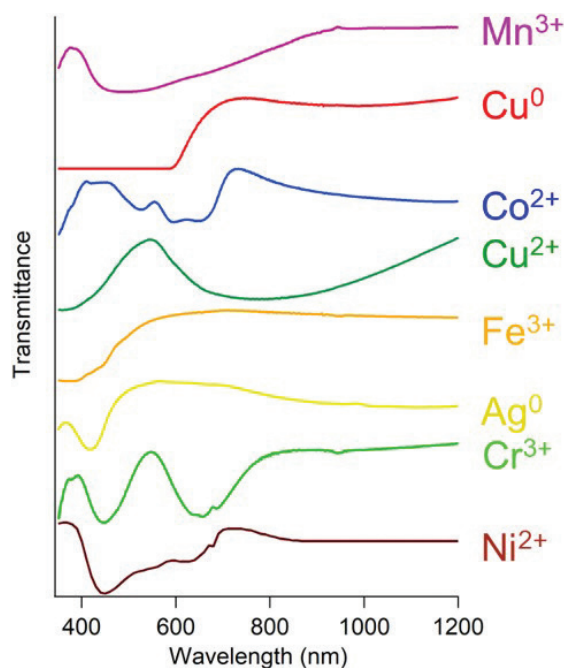 Mn³⁺
Cu⁰
Co²⁺
Cu²⁺
Fe³⁺
Ag⁰
Cr³⁺
Ni²⁺
Transmittance
400 600 800 1000 1200
Wavelength (nm)